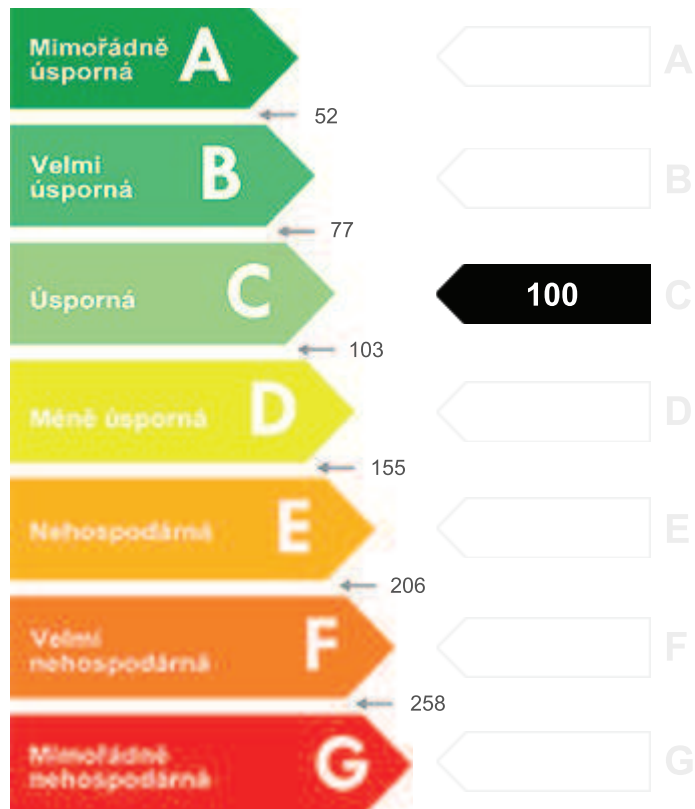 Mimořádně
úsporná
A
A
52
Velmi
úsporná
B
B
77
Úsporná
C
100
C
103
Méně úsporná
D
D
155
Nehospodárná
E
E
206
Velmi
nehospodárná
F
F
258
Mimořádně
nehospodárná
G
G